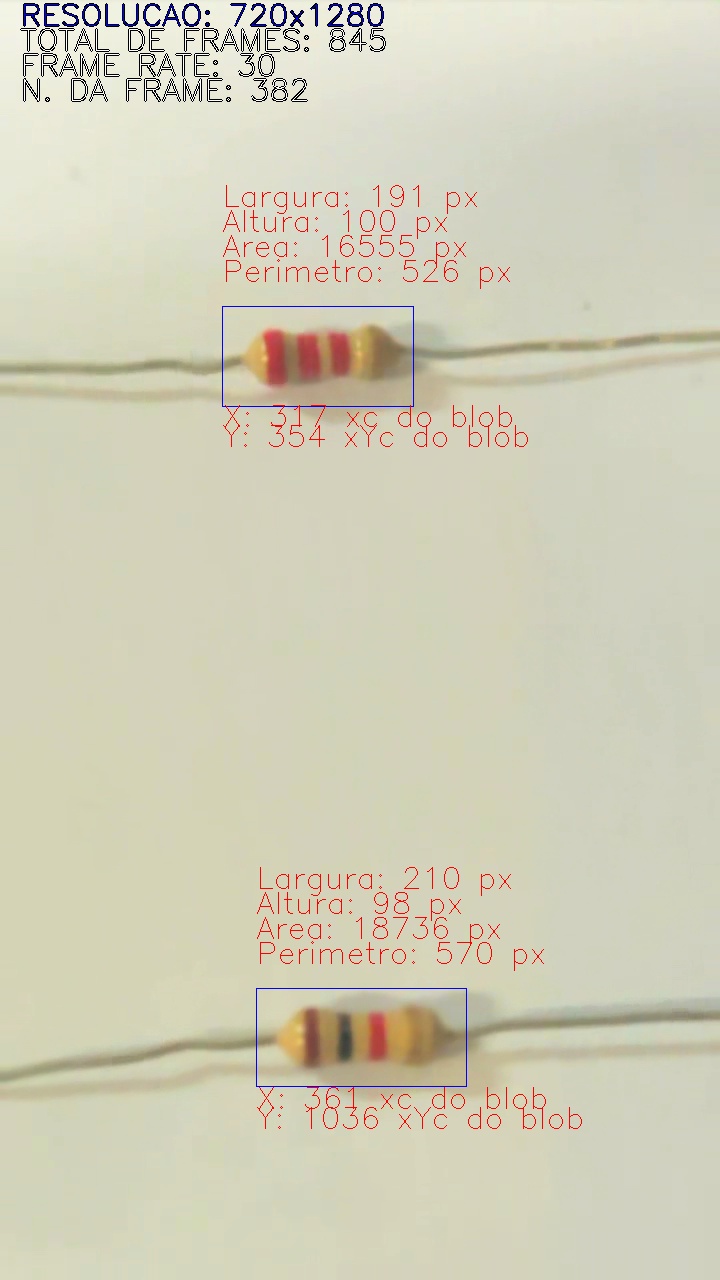 RESOLUCAO: 720x1280
TOTAL DE FRAMES: 845
FRAME RATE: 30
N. DA FRAME: 382
Largura: 191 px
Altura: 100 px
Area: 16555 px
Perimetro: 526 px
X: 317 xc do blob
Y: 354 xYc do blob
Largura: 210 px
Altura: 98 px
Area: 18736 px
Perimetro: 570 px
X: 361 xc do blob
Y: 1036 xYc do blob